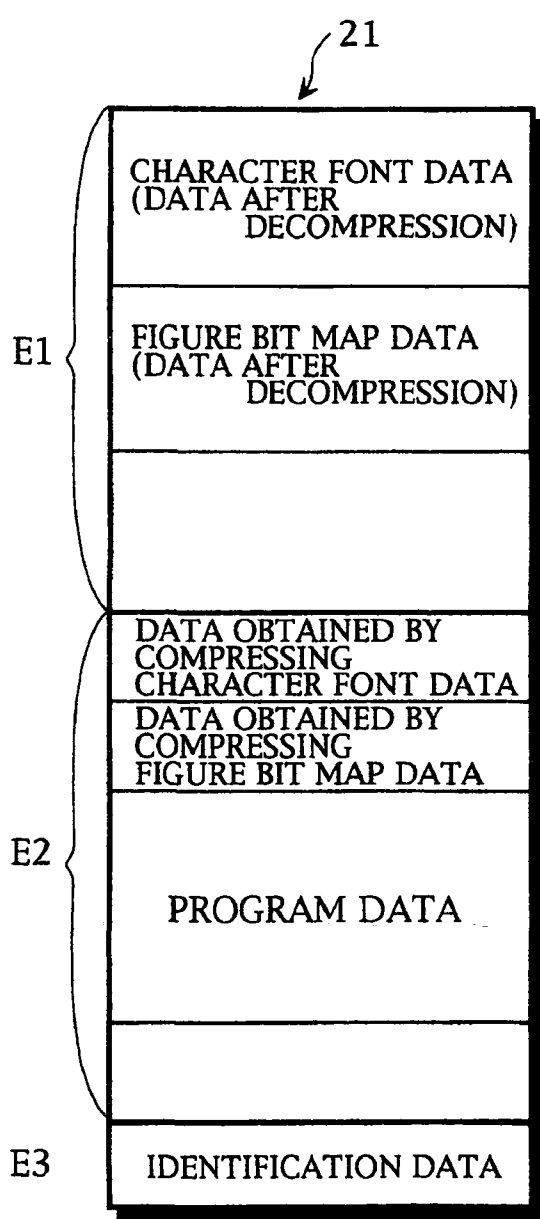 21
CHARACTER FONT DATA
(DATA AFTER
DECOMPRESSION)
E1
FIGURE BIT MAP DATA
(DATA AFTER
DECOMPRESSION)
DATA OBTAINED BY
COMPRESSING
CHARACTER FONT DATA
DATA OBTAINED BY
COMPRESSING
FIGURE BIT MAP DATA
E2
PROGRAM DATA
E3
IDENTIFICATION DATA